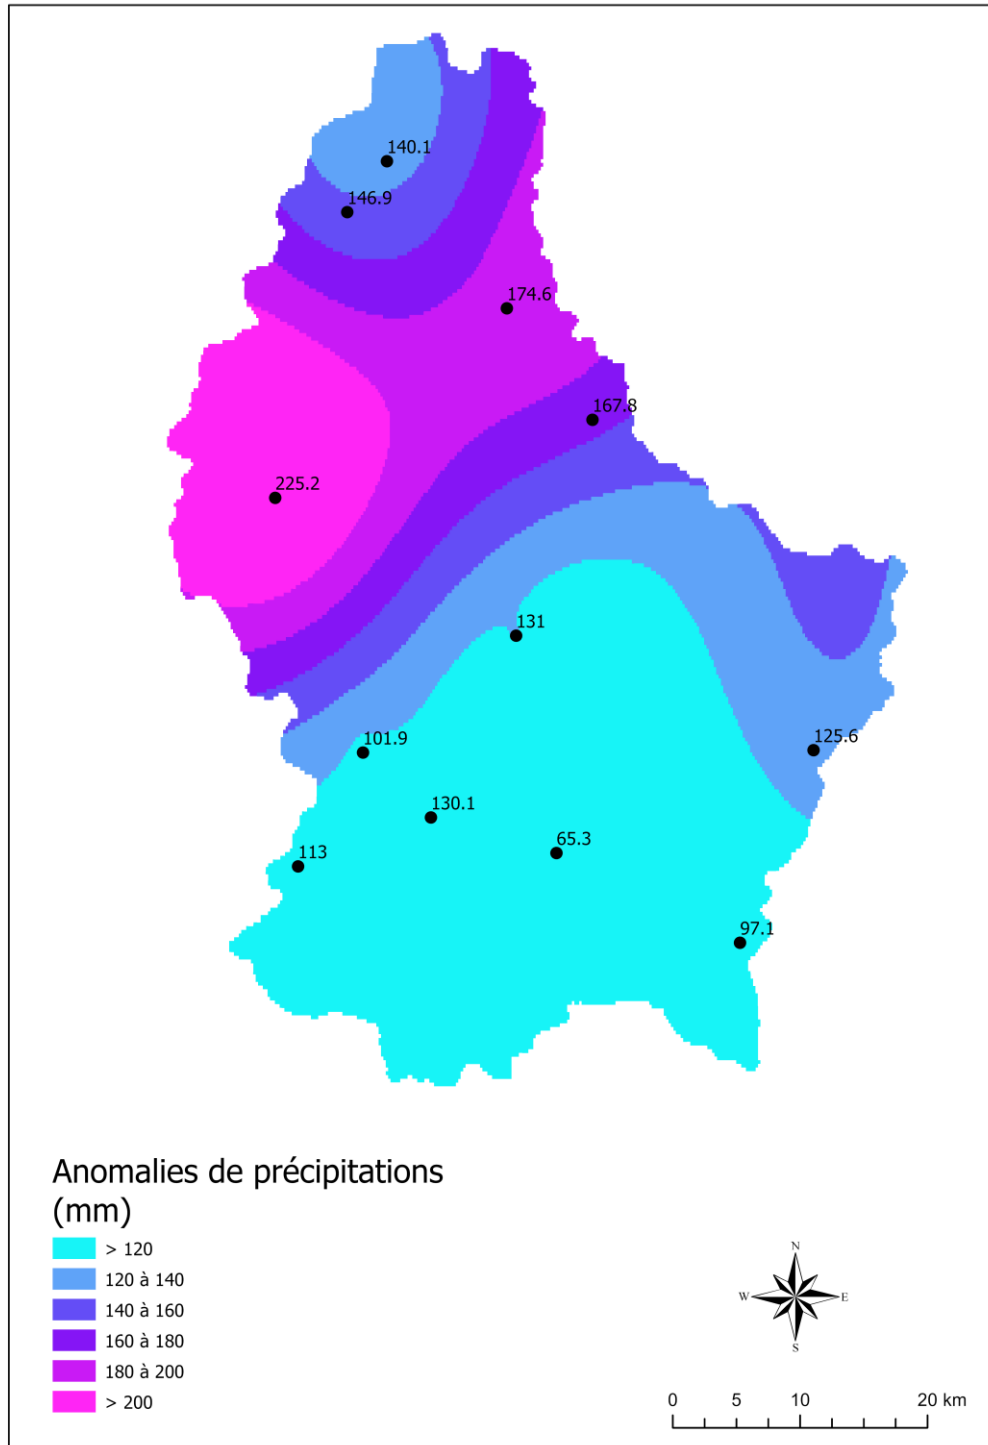 140.1
146.9
174.6
167.8
225.2
131
101.9
125.6
130.1
65.3
113
97.1
Anomalies de précipitations
(mm)
> 120
120 à 140
140 à 160
160 à 180
180 à 200
> 200
N
W E
S
0 5 10 20 km